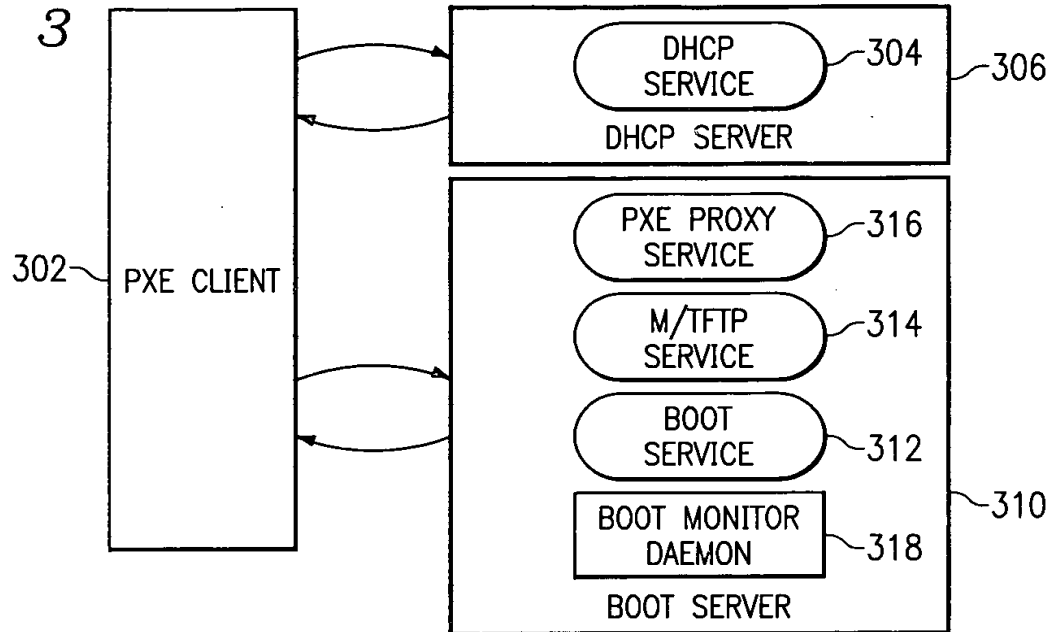 3
302
PXE CLIENT
DHCP
SERVICE
304
306
DHCP SERVER
PXE PROXY
SERVICE
316
M/TFTP
SERVICE
314
BOOT
SERVICE
312
BOOT MONITOR
DAEMON
318
310
BOOT SERVER